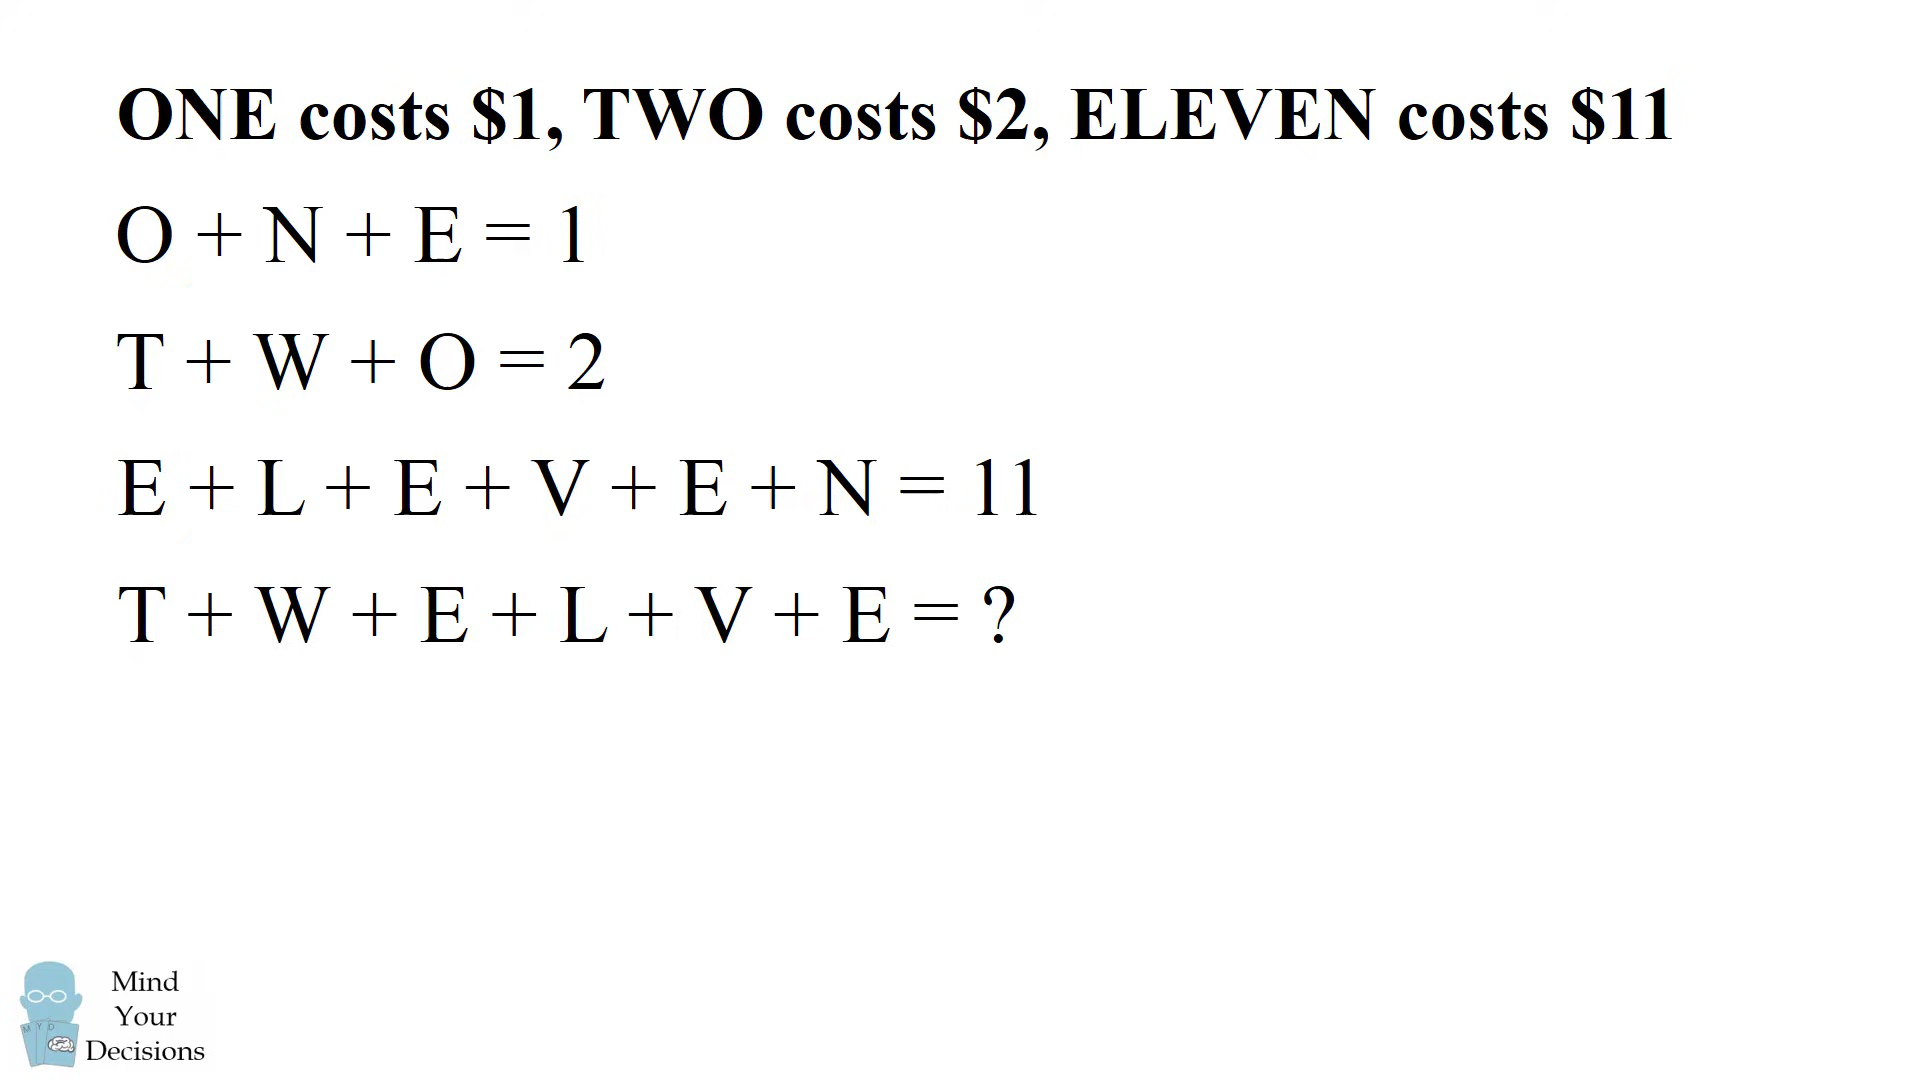 ONE costs $1, TWO costs $2, ELEVEN costs $11
O + N + E = 1
T + W + O = 2
E + L + E + V + E + N = 11
T + W + E + L + V + E = ?
M Y D
Mind
Your
Decisions